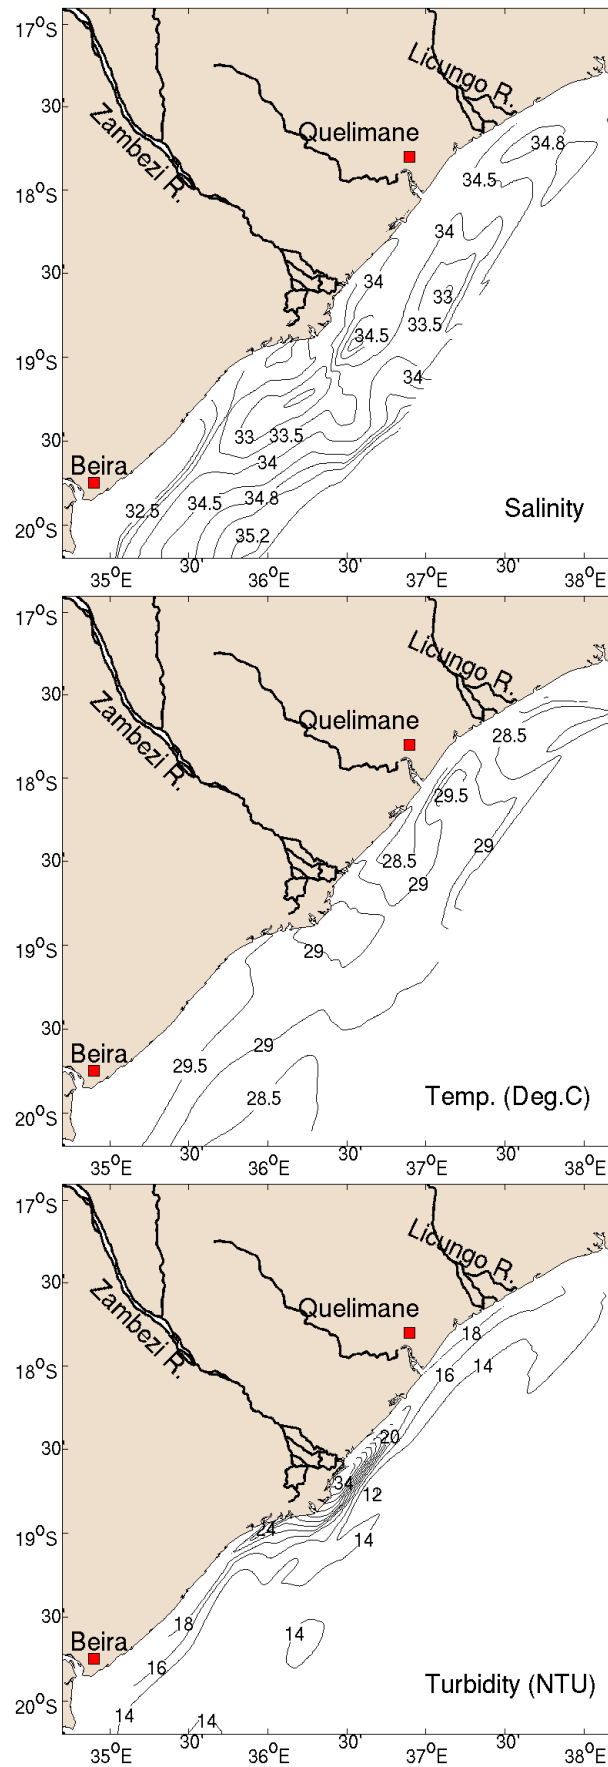 17°S
Licungo R.
30'
Zambezi R.
Quelimane
34.8
18°S
34.5
34
30'
34
33
33.5
34.5
19°S
34
33
33.5
30'
34
Beira
34.5
34.8
32.5
Salinity
20°S
35.2
35°E 30' 36°E 30' 37°E 30' 38°E
17°S
Licungo R.
30'
Zambezi R.
Quelimane
28.5
18°S
29.5
29
30'
28.5
29
19°S
29
30'
29
Beira
29.5
28.5
Temp. (Deg.C)
20°S
35°E 30' 36°E 30' 37°E 30' 38°E
17°S
Licungo R.
30'
Zambezi R.
Quelimane
18
14
18°S
16
20
30'
34
12
24
19°S
14
30'
18
14
Beira
16
Turbidity (NTU)
20°S
14
14
35°E 30' 36°E 30' 37°E 30' 38°E